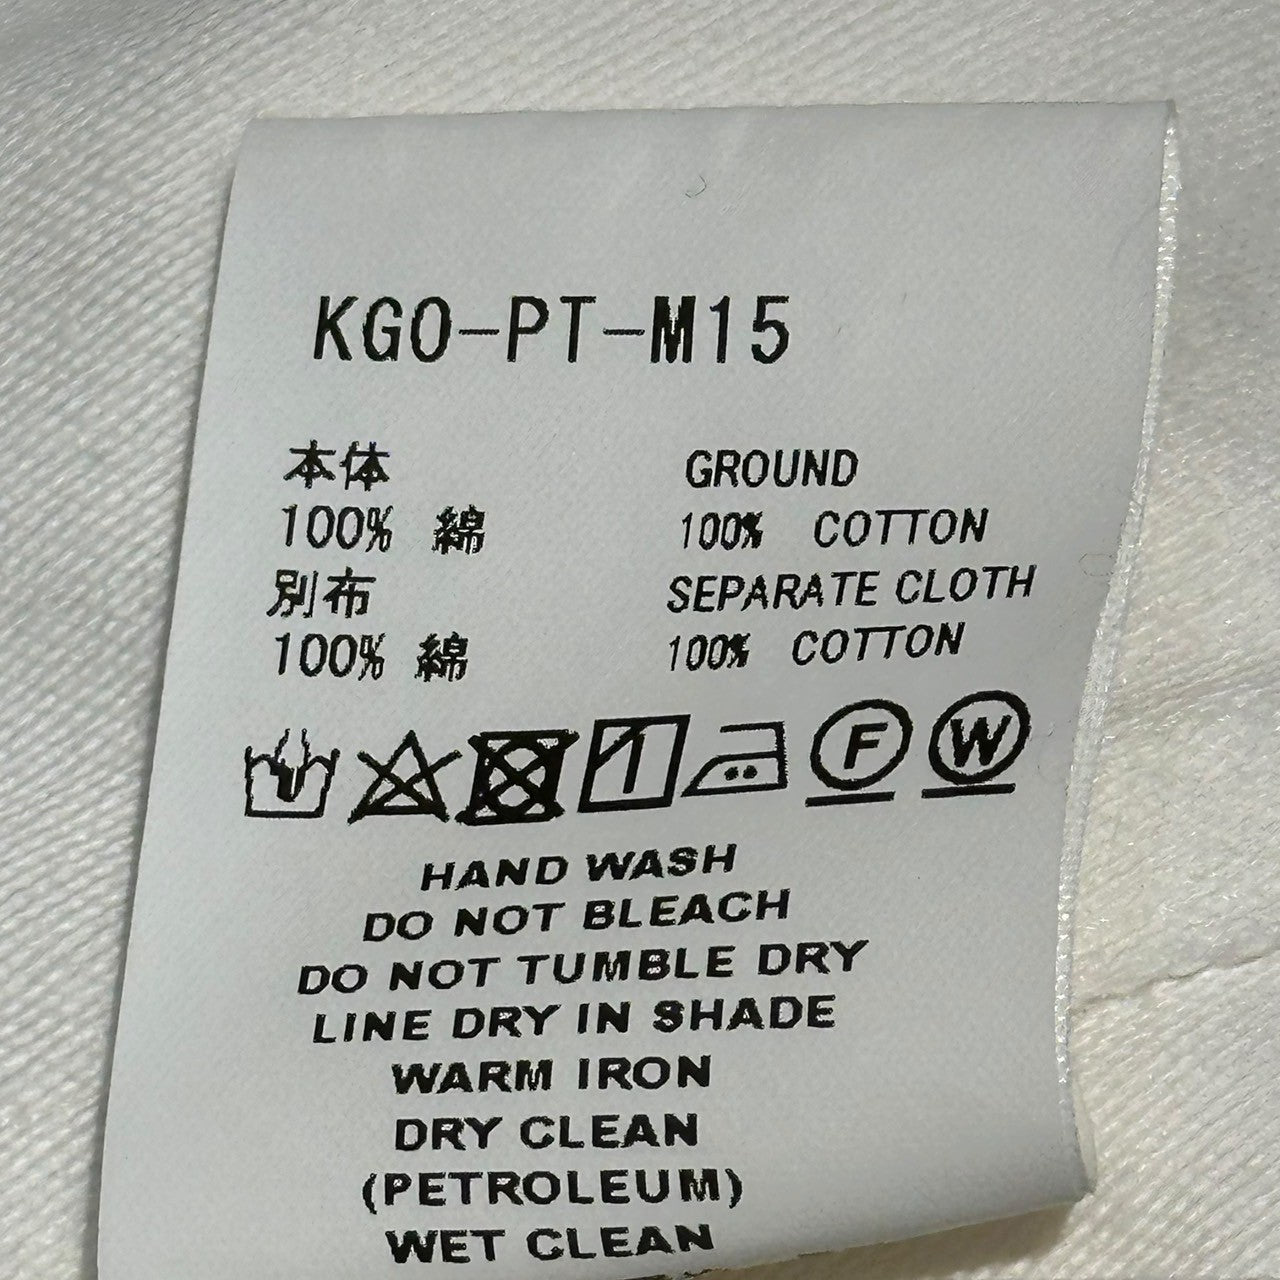 KGO-PT-M15
本体 GROUND
100% 綿 100% COTTON
別布 SEPARATE CLOTH
100% 綿 100% COTTON
F W
HAND WASH
DO NOT BLEACH
DO NOT TUMBLE DRY
LINE DRY IN SHADE
WARM IRON
DRY CLEAN
(PETROLEUM)
WET CLEAN